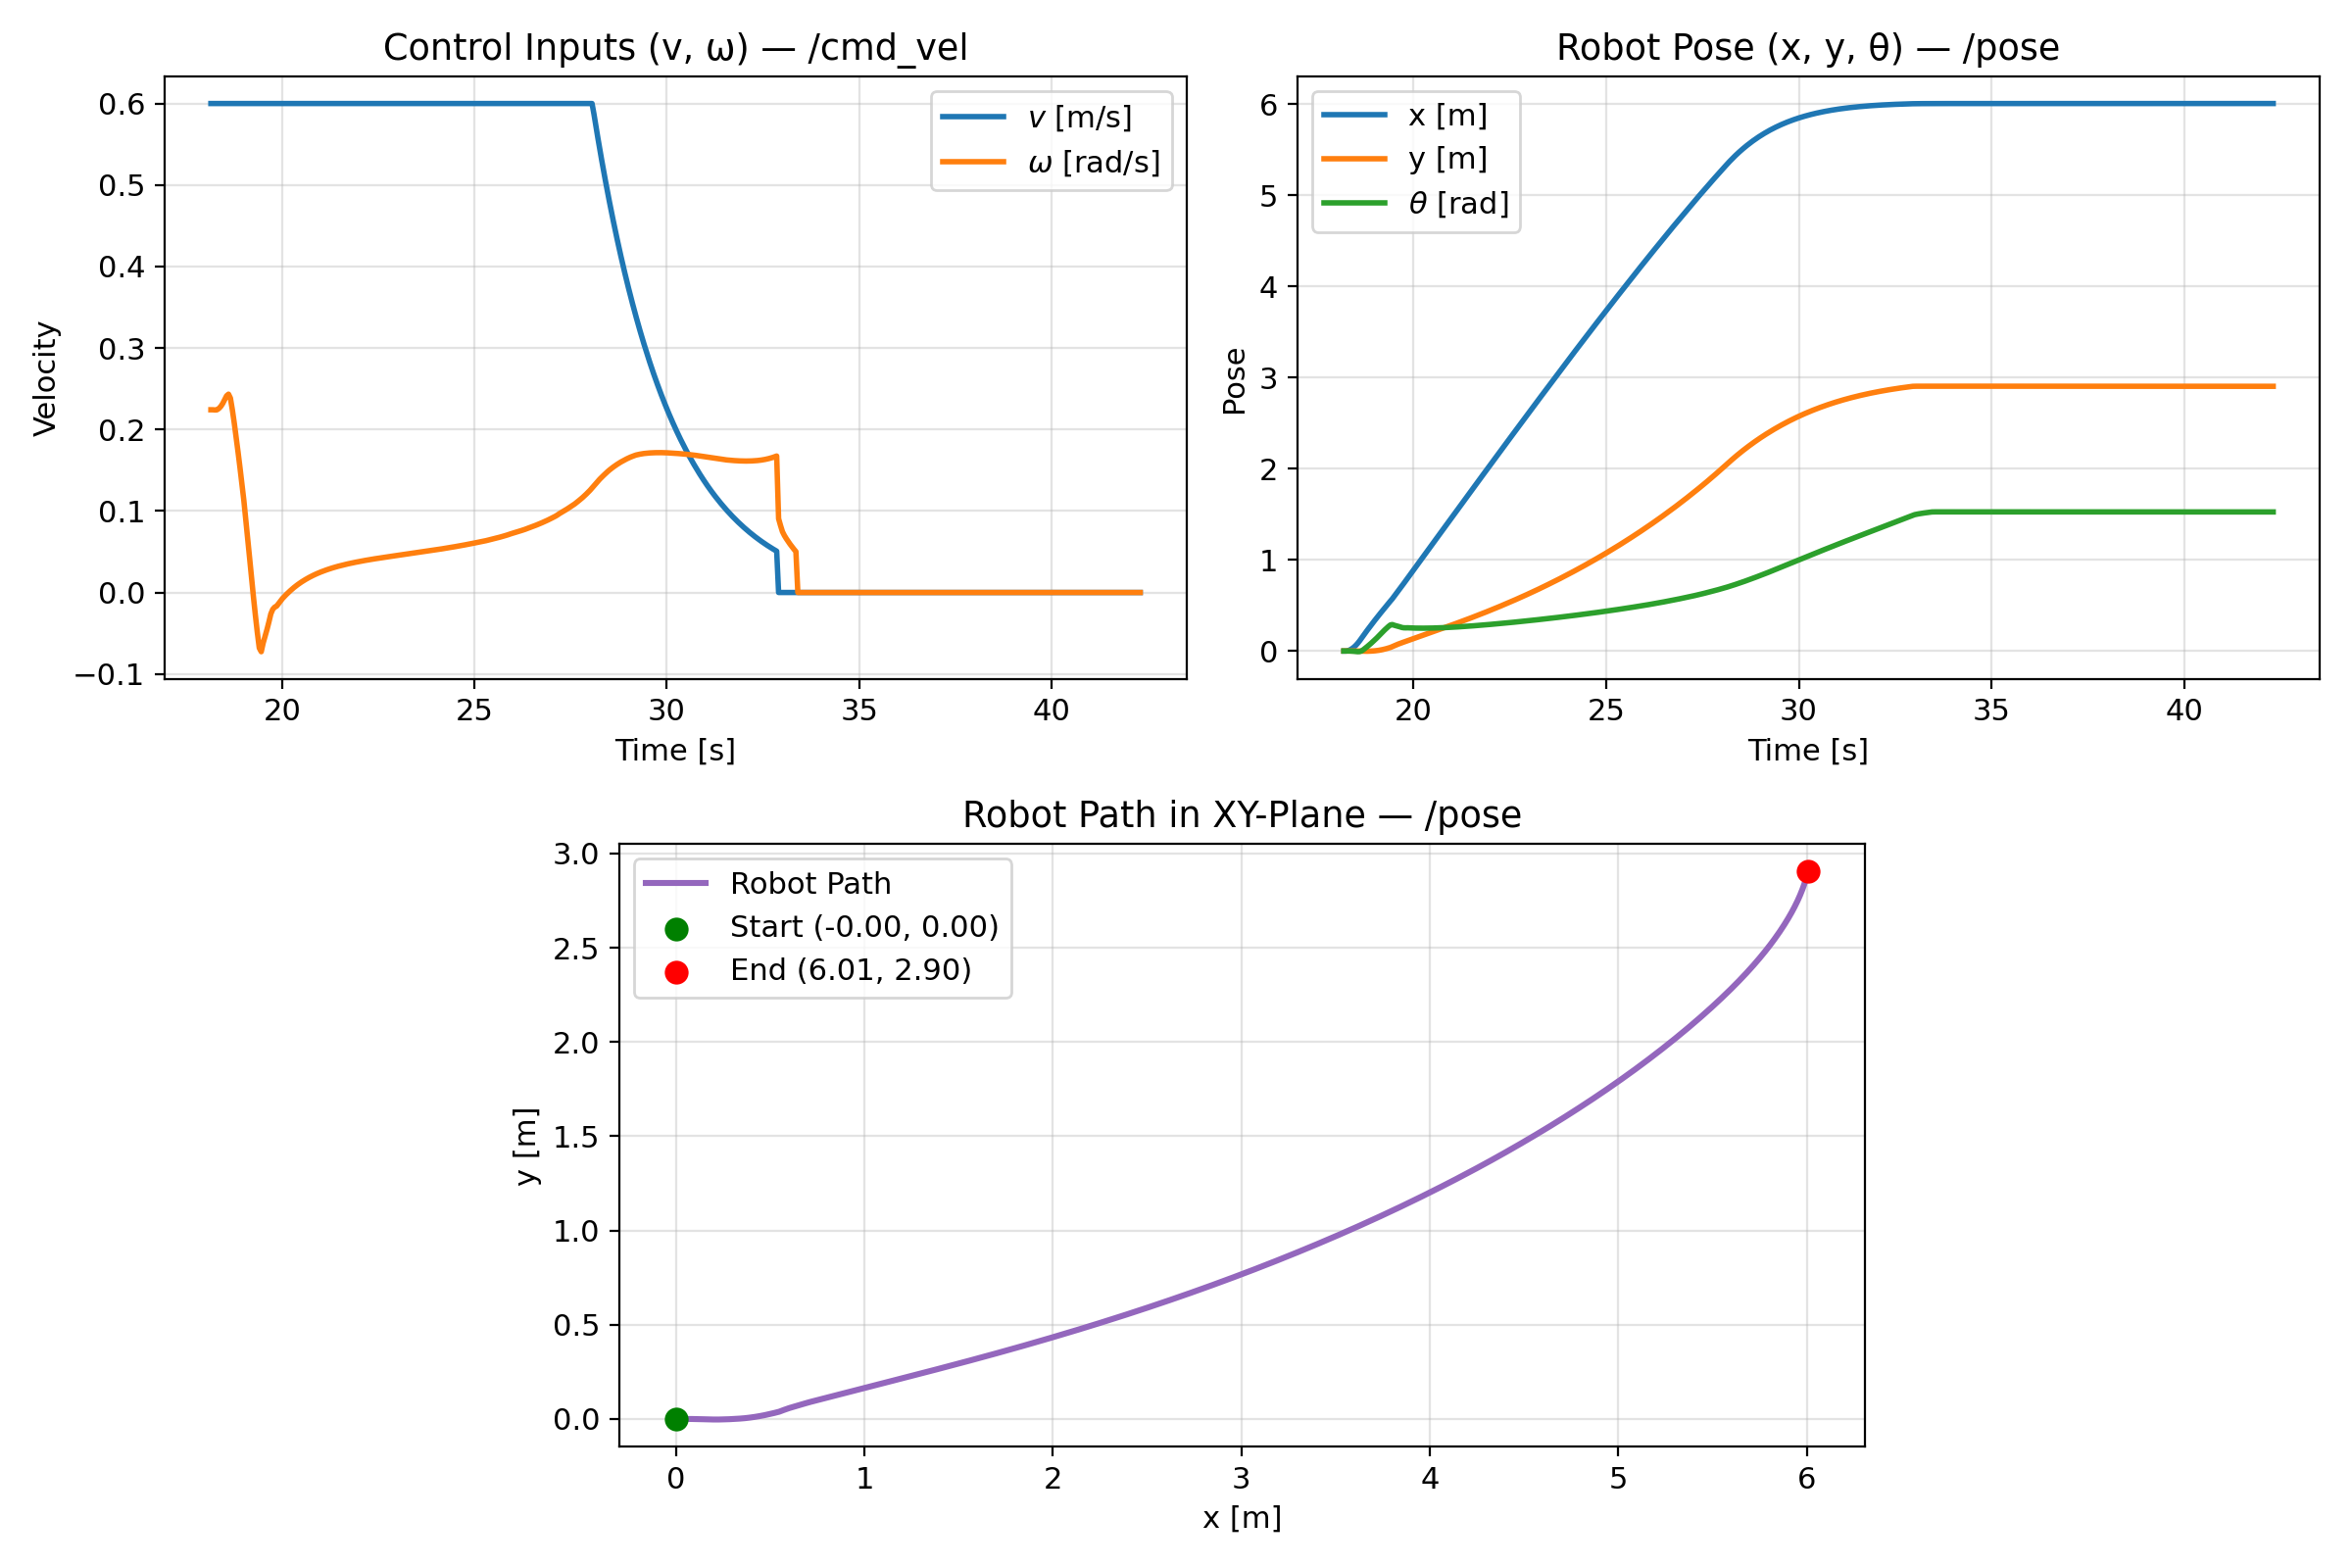 Control Inputs (v, ω) — /cmd_vel
0.6
0.5
0.4
0.3
0.2
0.1
0.0
−0.1
Velocity
v [m/s]
ω [rad/s]
20 25 30 35 40
Time [s]
Robot Pose (x, y, θ) — /pose
6
5
4
3
2
1
0
Pose
x [m]
y [m]
θ [rad]
20 25 30 35 40
Time [s]
Robot Path in XY-Plane — /pose
3.0
2.5
2.0
1.5
1.0
0.5
0.0
y [m]
Robot Path
Start (-0.00, 0.00)
End (6.01, 2.90)
0 1 2 3 4 5 6
x [m]